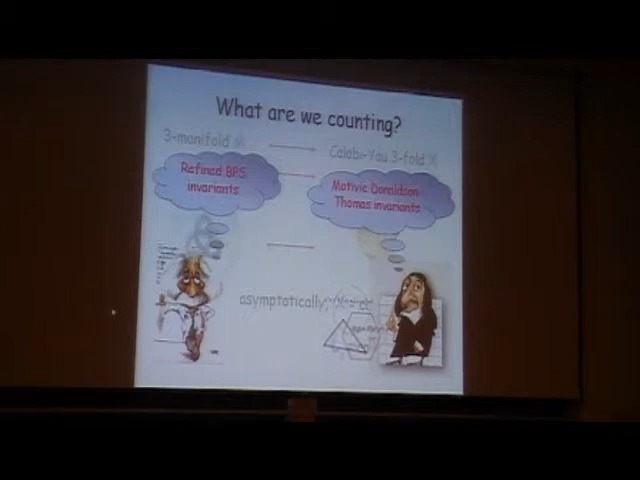 What are we counting?
3-manifold
Calabi-Yau 3-fold X
Refined BPS
invariants
Motivic Donaldson
Thomas invariants
asymptotically,